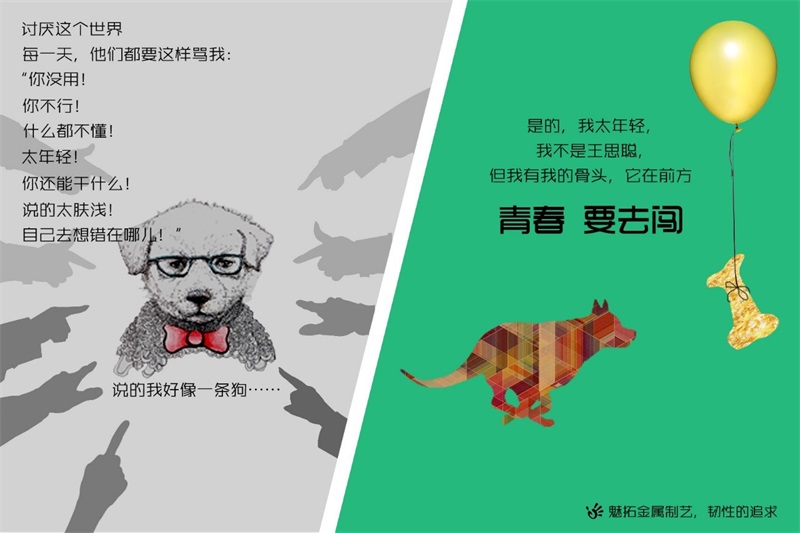 讨厌这个世界
每一天，他们都要这样骂我：
“你没用！
你不行！
什么都不懂！
太年轻！
你还能干什么！
说的太肤浅！
自己去想错在哪儿！”
说的我好像一条狗……
是的，我太年轻，
我不是王思聪，
但我有我的骨头，它在前方
青春 要去闯
魅拓金属制艺，韧性的追求